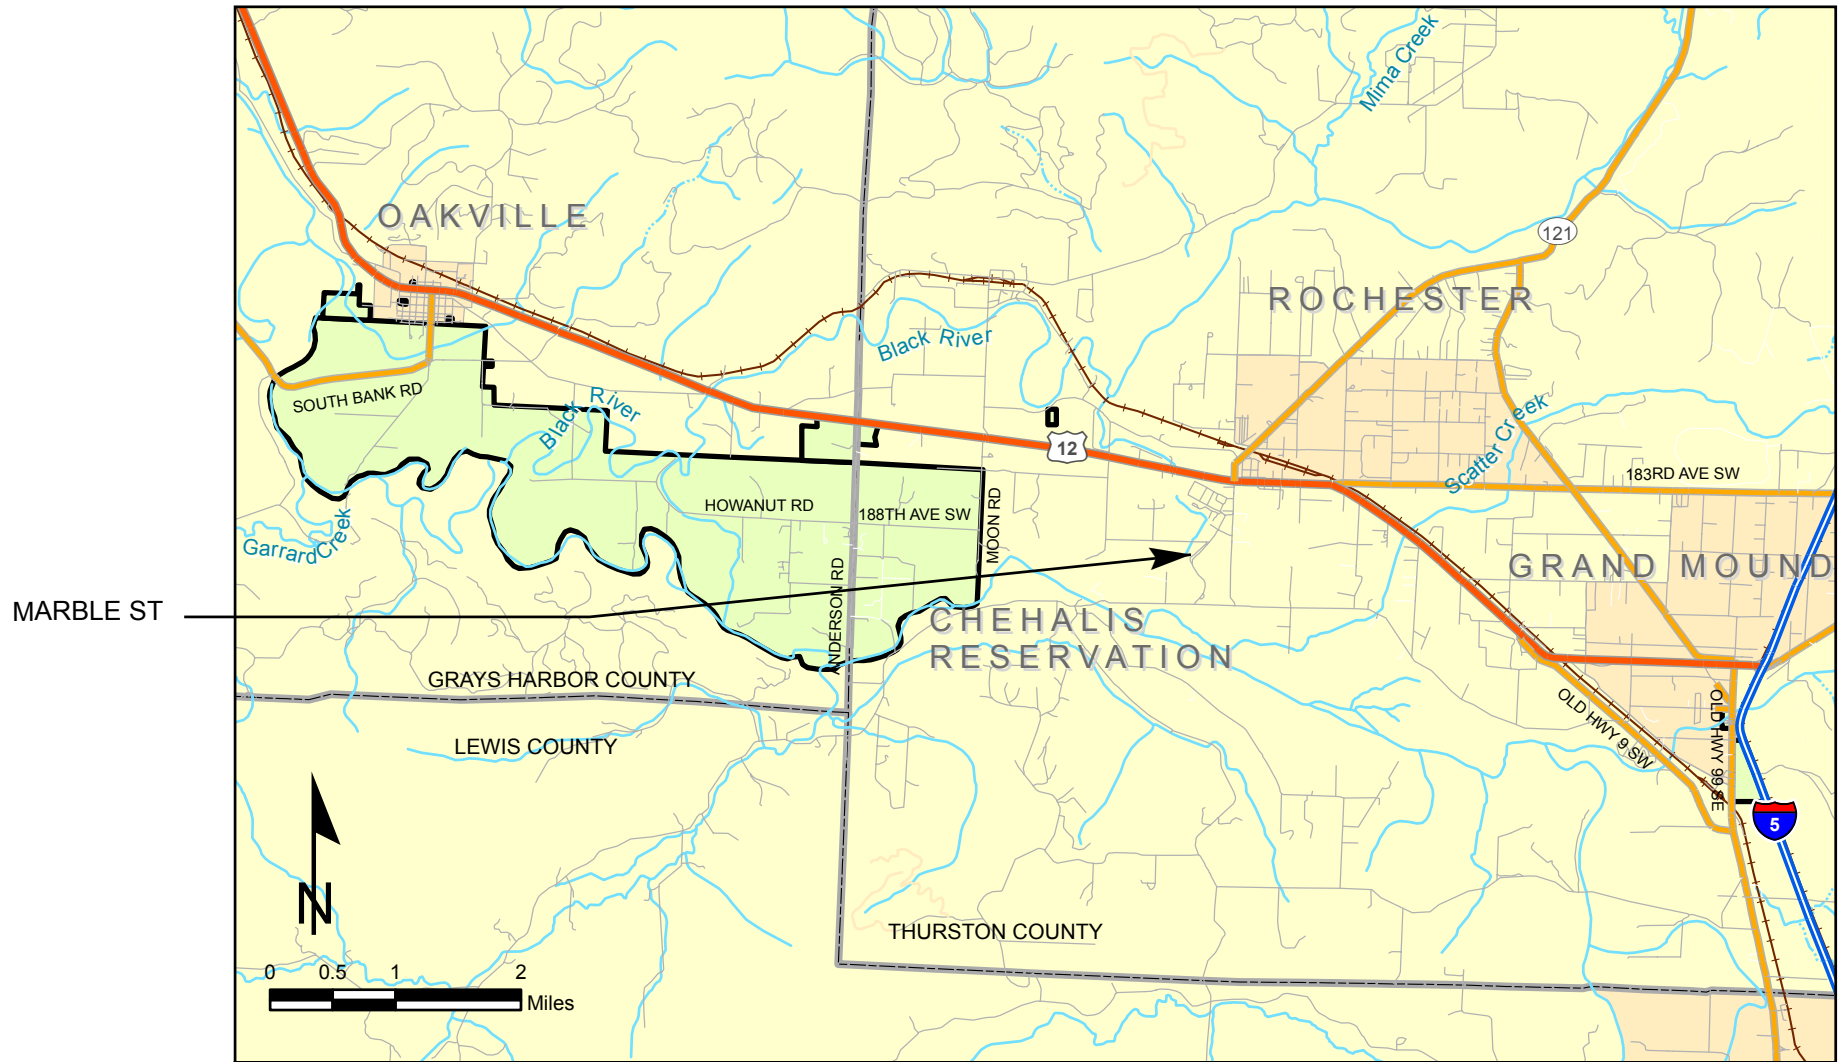 Mima Creek
OAKVILLE
121
ROCHESTER
Black River
SOUTH BANK RD
Black River
12
Scatter Creek
183RD AVE SW
HOWANUT RD
188TH AVE SW
MOON RD
Garrard Creek
GRAND MOUND
ANDERSON RD
MARBLE ST
CHEHALIS
RESERVATION
GRAYS HARBOR COUNTY
OLD HWY 9 SW
OLD HWY 99 SE
LEWIS COUNTY
5
N
THURSTON COUNTY
0 0.5 1 2
Miles